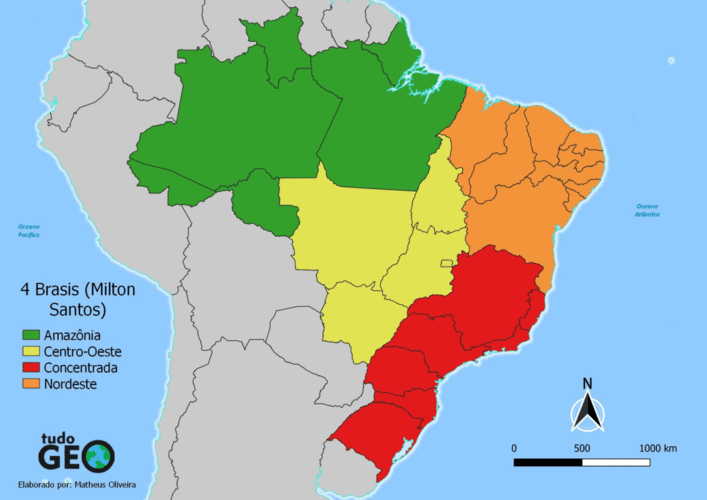 Oceano
Pacífico
Oceano
Atlântico
4 Brasis (Milton
Santos)
Amazônia
Centro-Oeste
Concentrada
Nordeste
tudo
GEO
Elaborado por: Matheus Oliveira
N
0 500 1000 km